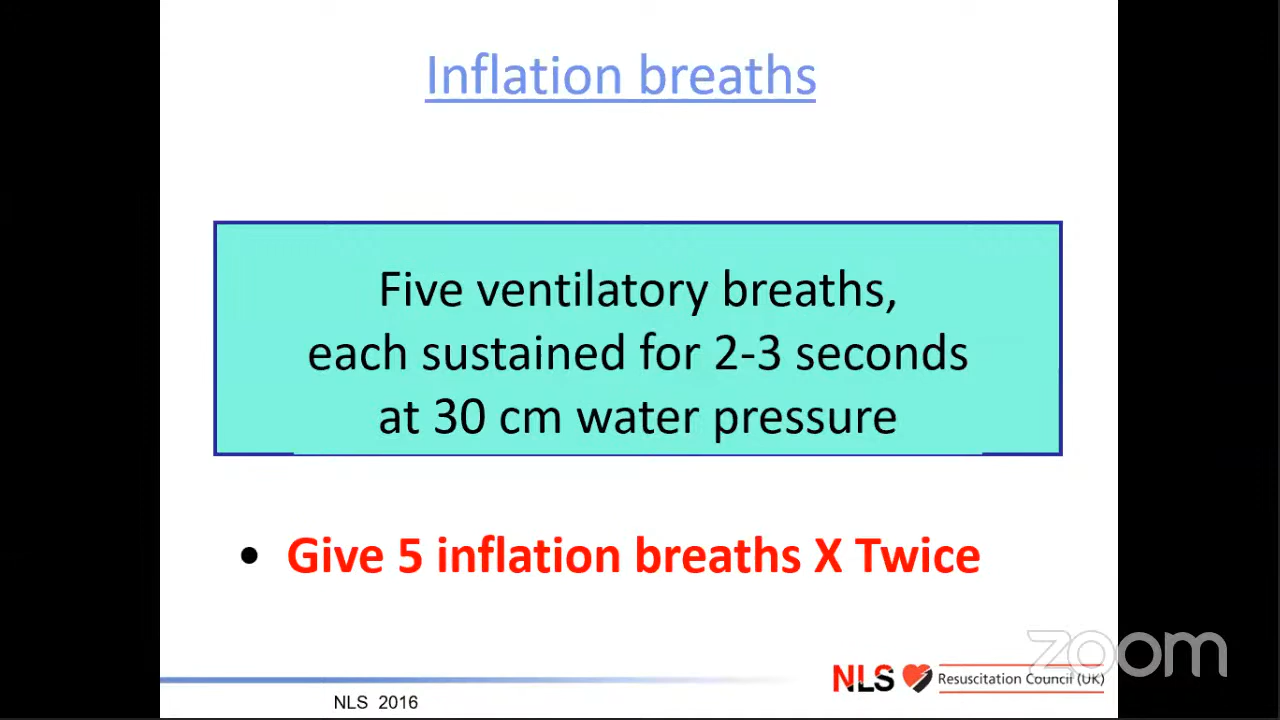 Inflation breaths
Five ventilatory breaths,
each sustained for 2-3 seconds
at 30 cm water pressure
• Give 5 inflation breaths X Twice
zoom
NLS Resuscitation Council (UK)
NLS 2016